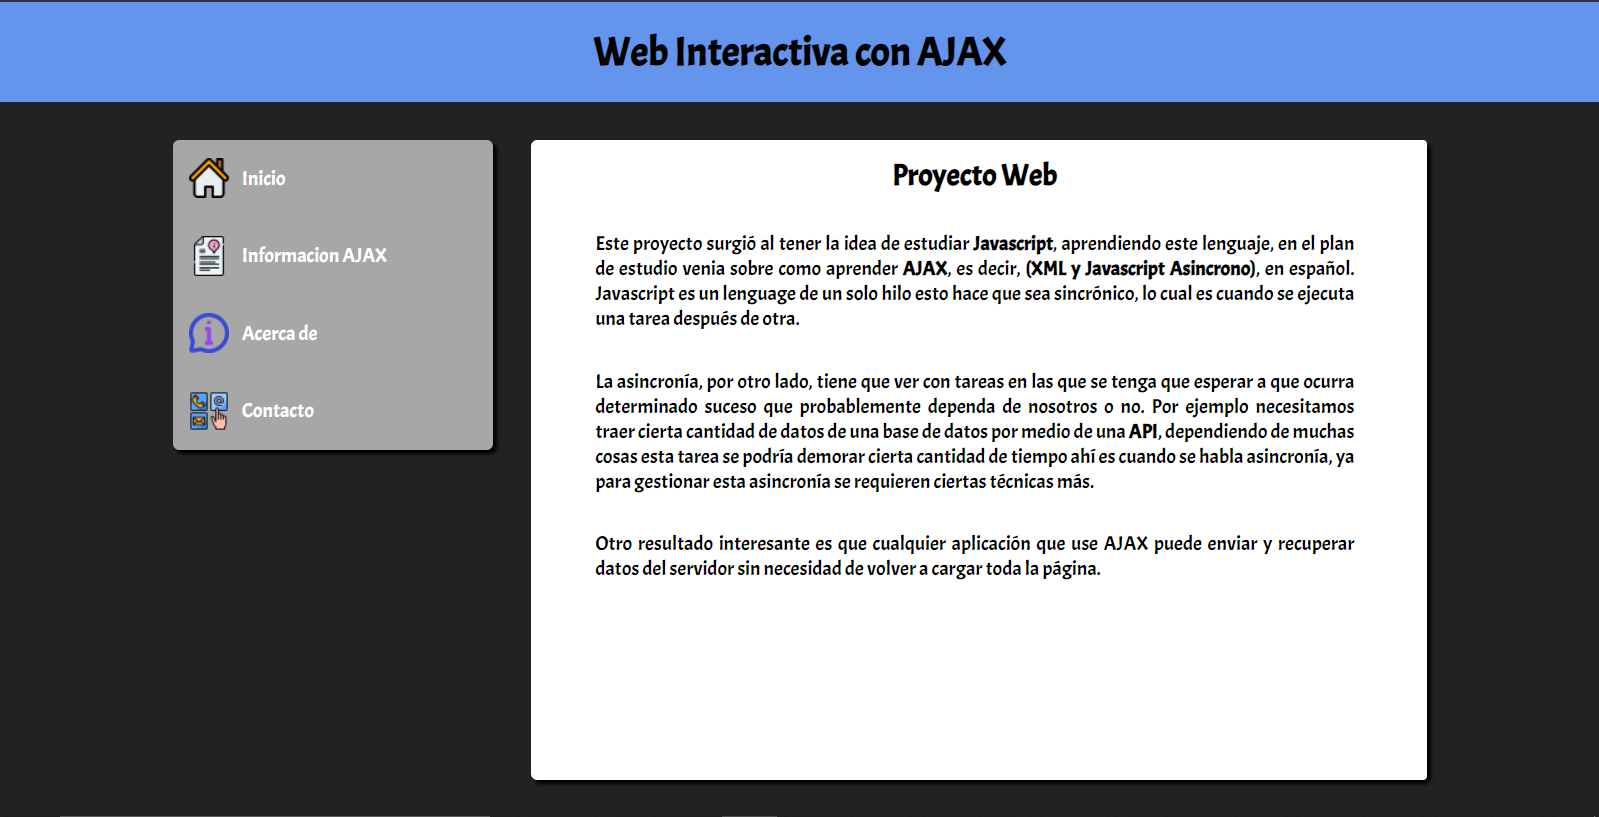 Web Interactiva con AJAX
Inicio
Informacion AJAX
Acerca de
Contacto
Proyecto Web
Este proyecto surgió al tener la idea de estudiar Javascript, aprendiendo este lenguaje, en el plan
de estudio venia sobre como aprender AJAX, es decir, (XML y Javascript Asincrono), en español.
Javascript es un lenguage de un solo hilo esto hace que sea sincrónico, lo cual es cuando se ejecuta
una tarea después de otra.
La asincronía, por otro lado, tiene que ver con tareas en las que se tenga que esperar a que ocurra
determinado suceso que probablemente dependa de nosotros o no. Por ejemplo necesitamos
traer cierta cantidad de datos de una base de datos por medio de una API, dependiendo de muchas
cosas esta tarea se podría demorar cierta cantidad de tiempo ahí es cuando se habla asincronía, ya
para gestionar esta asincronía se requieren ciertas técnicas más.
Otro resultado interesante es que cualquier aplicación que use AJAX puede enviar y recuperar
datos del servidor sin necesidad de volver a cargar toda la página.